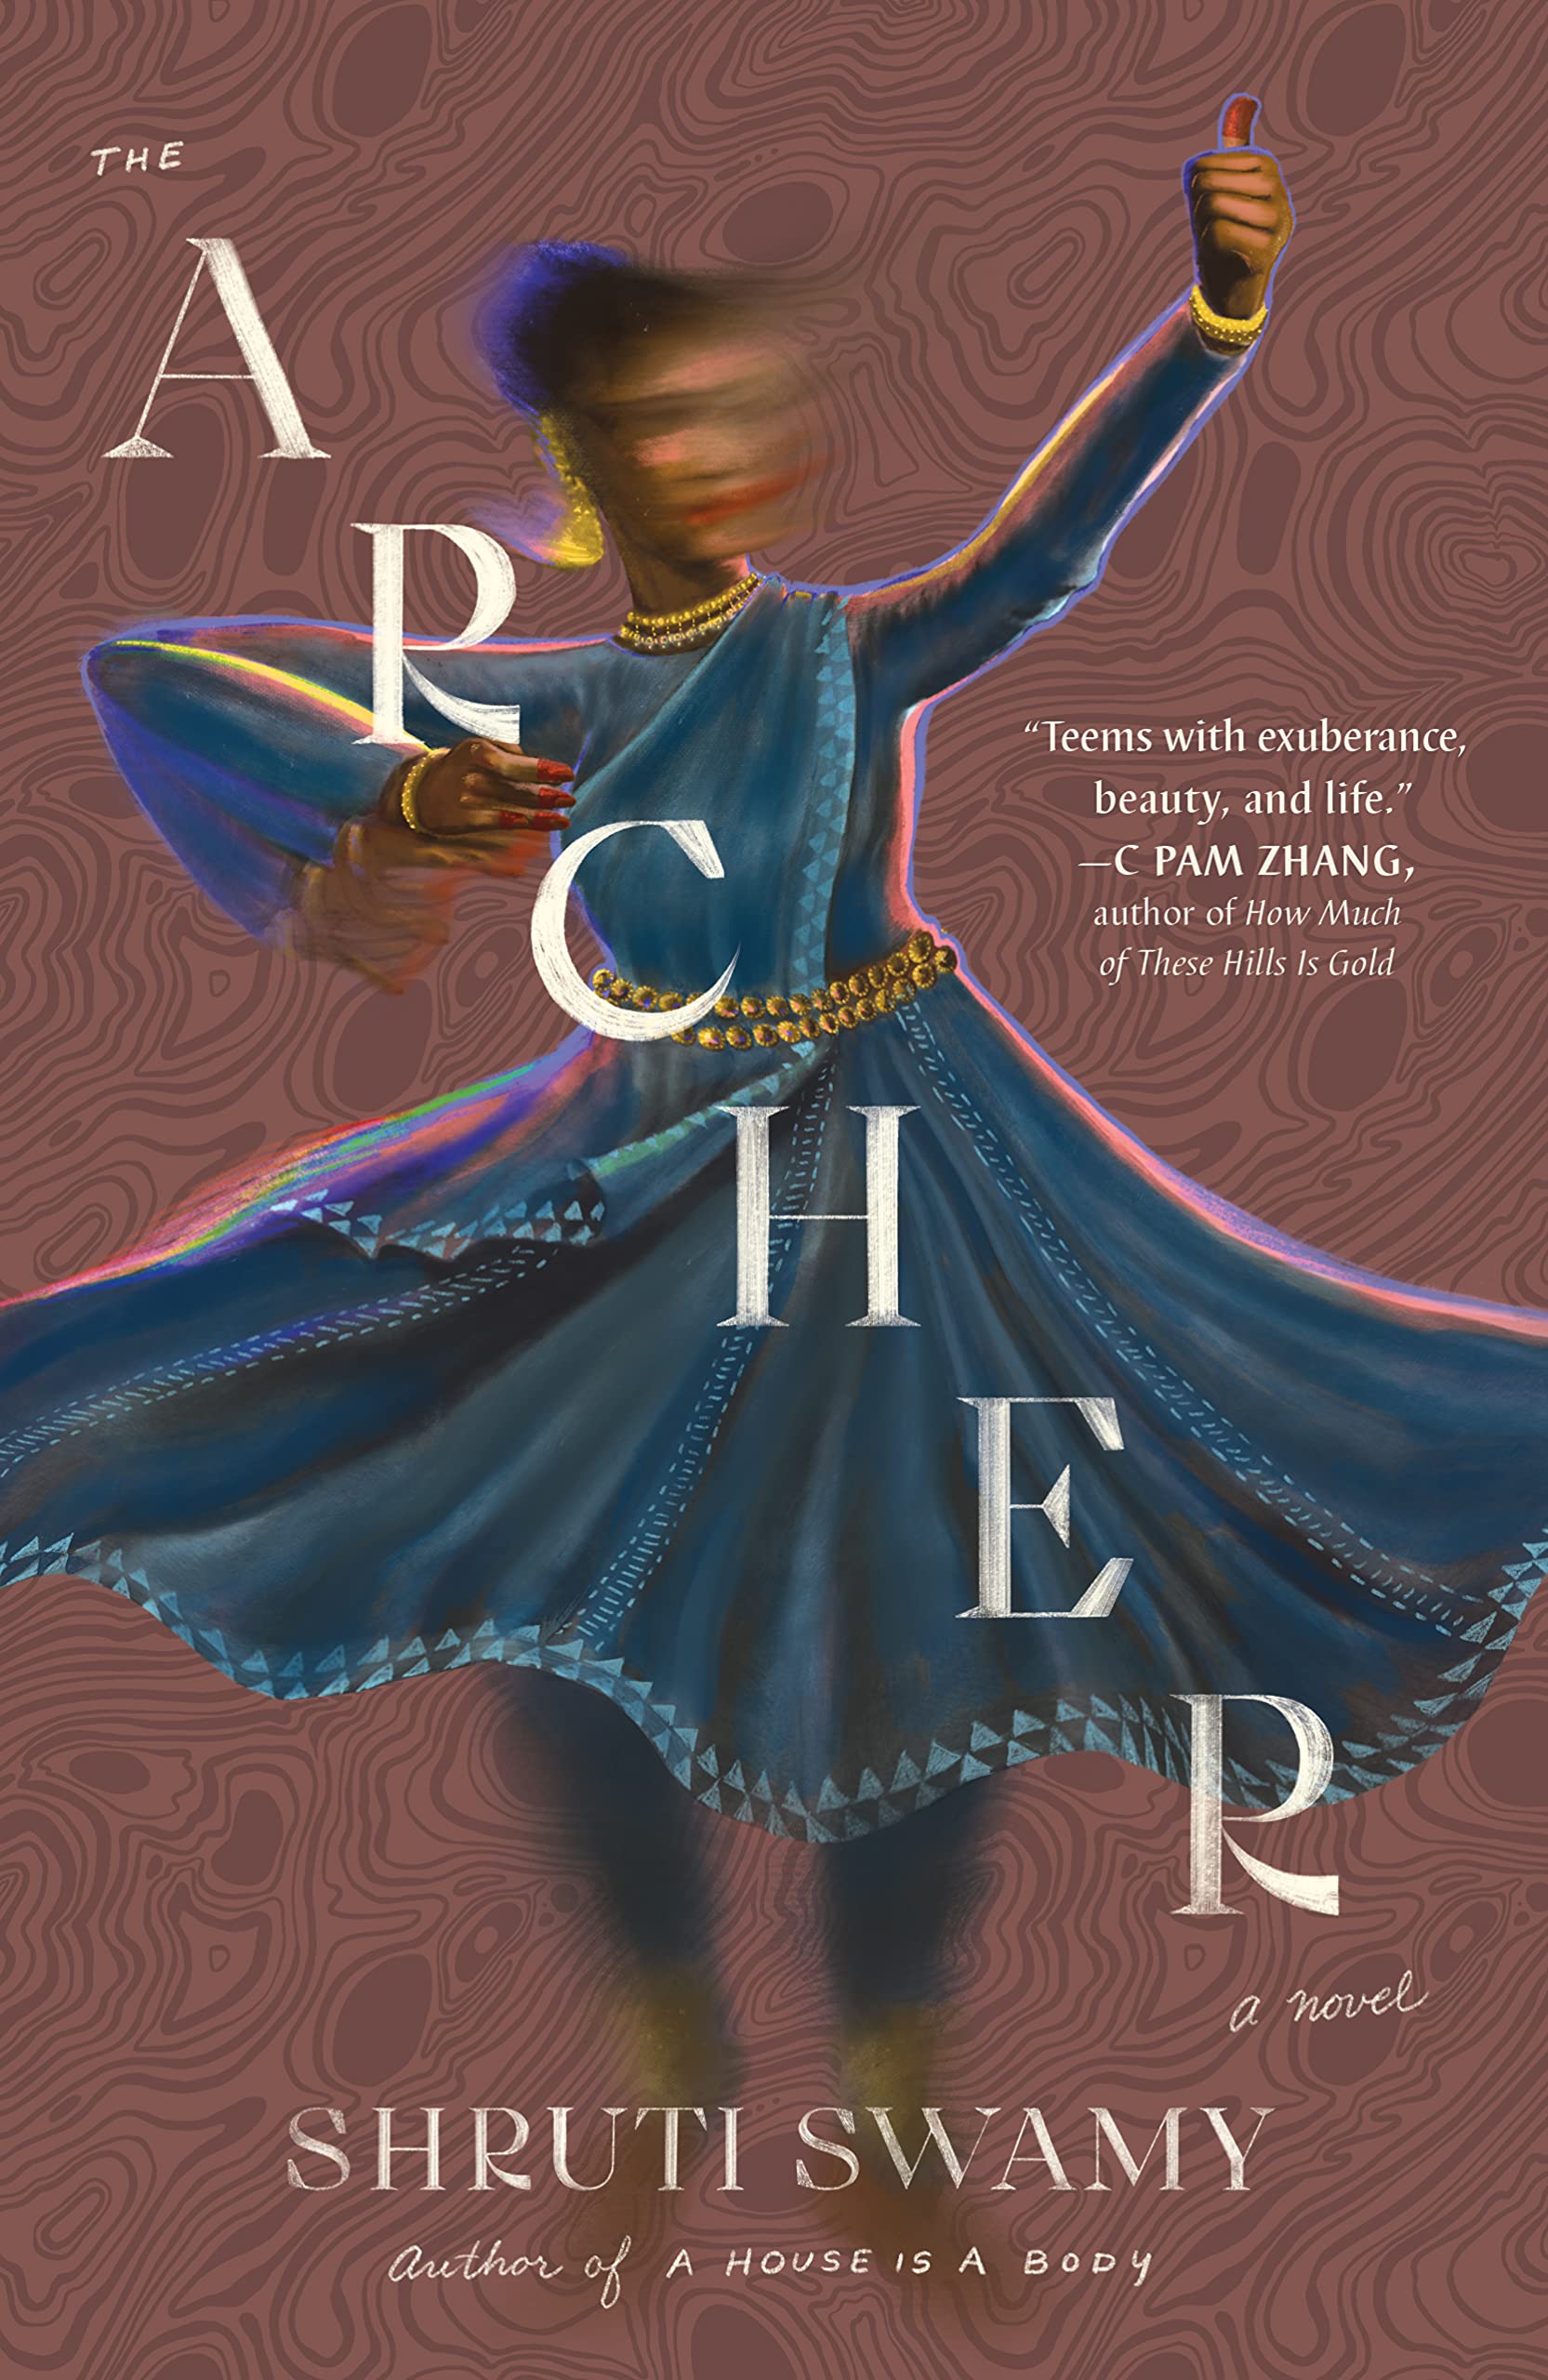 THE
ARCHER
“Teems with exuberance,
beauty, and life.”
—C PAM ZHANG,
author of How Much
of These Hills Is Gold
a novel
SHRUTI SWAMY
Author of A HOUSE IS A BODY